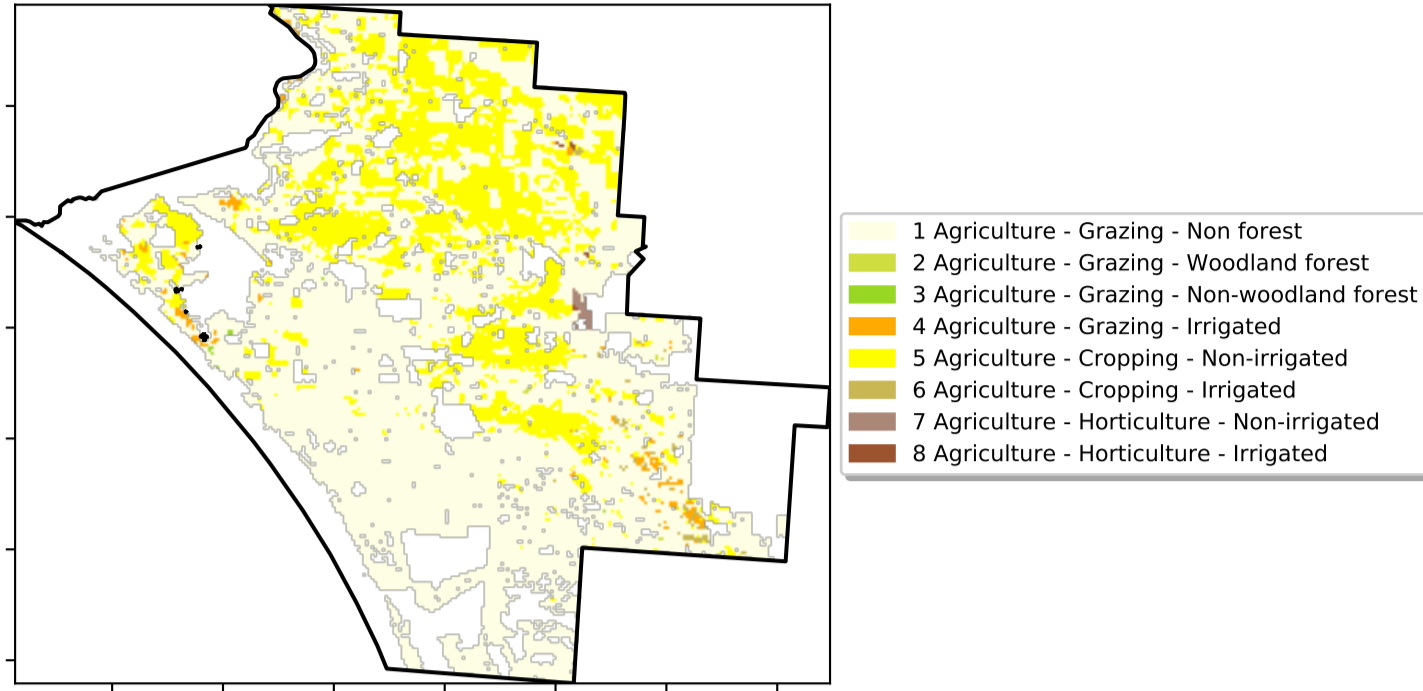 1 Agriculture - Grazing - Non forest
2 Agriculture - Grazing - Woodland forest
3 Agriculture - Grazing - Non-woodland forest
4 Agriculture - Grazing - Irrigated
5 Agriculture - Cropping - Non-irrigated
6 Agriculture - Cropping - Irrigated
7 Agriculture - Horticulture - Non-irrigated
8 Agriculture - Horticulture - Irrigated